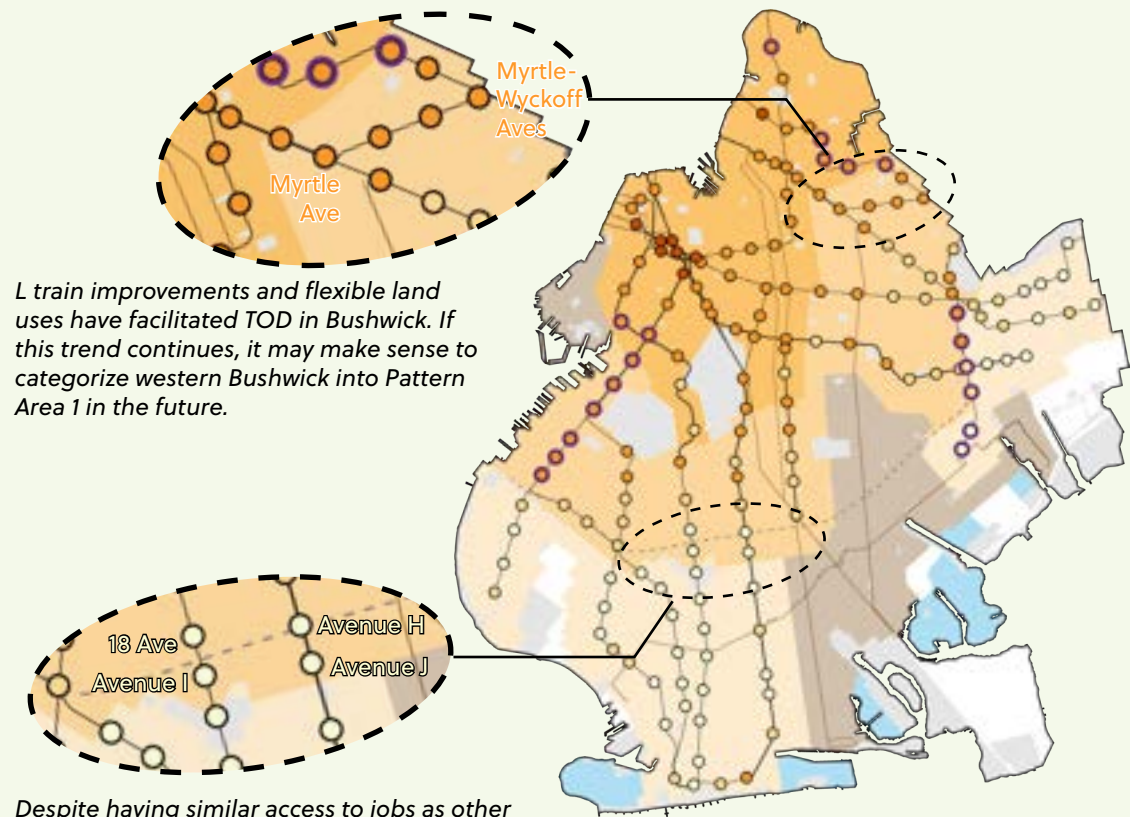 Myrtle-
Wyckoff
Aves
Myrtle
Ave
L train improvements and flexible land
uses have facilitated TOD in Bushwick. If
this trend continues, it may make sense to
categorize western Bushwick into Pattern
Area 1 in the future.
18 Ave
Avenue I
Avenue H
Avenue J
Despite having similar access to jobs as other